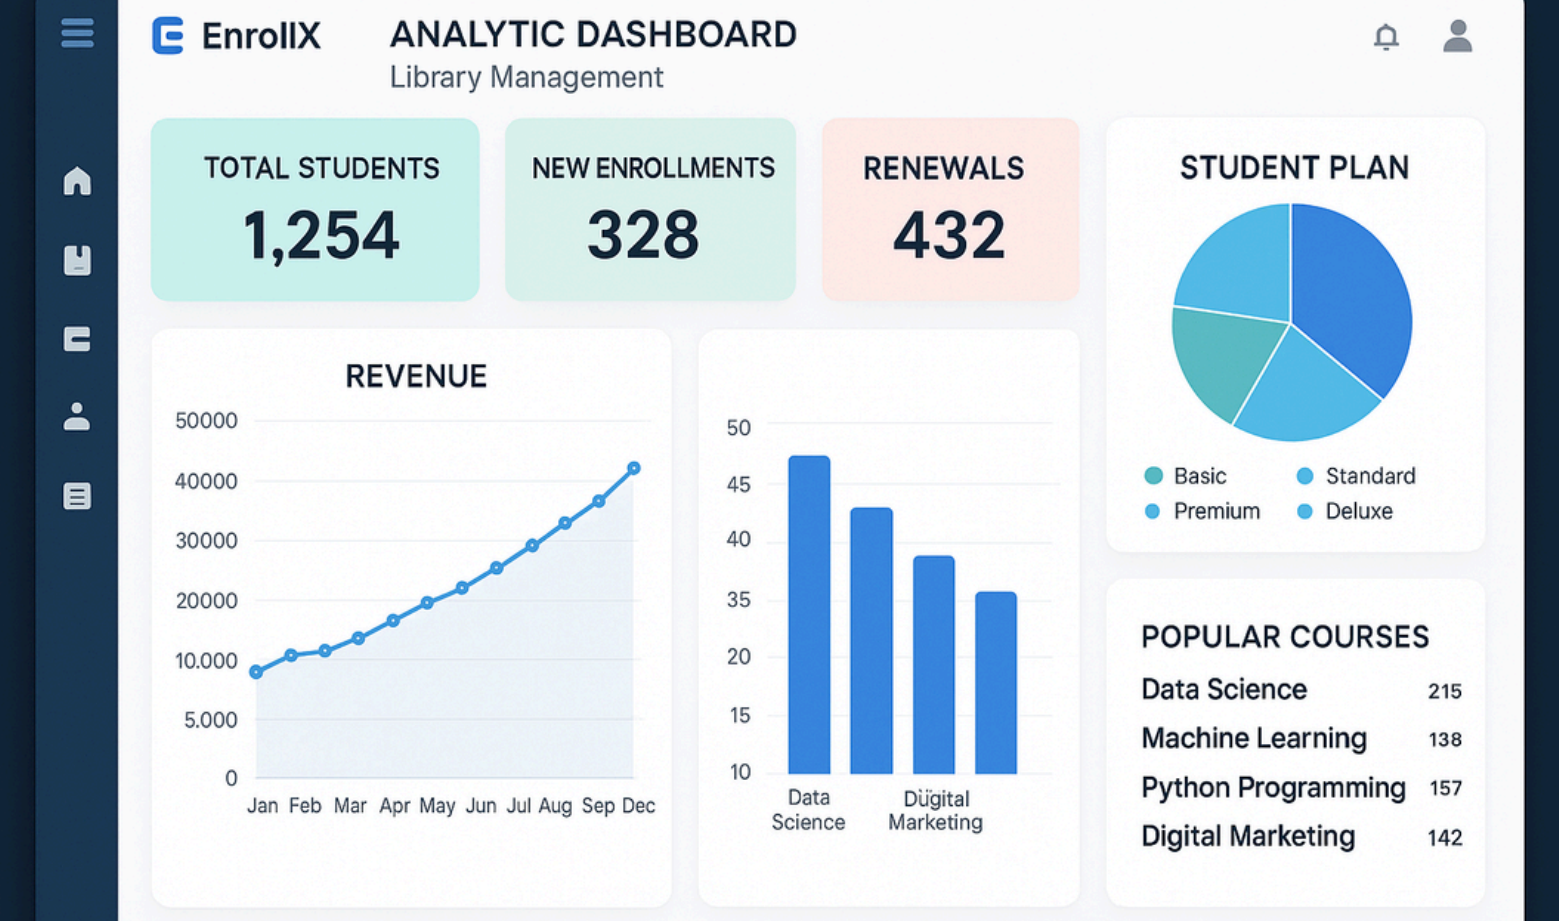 EnrollX
ANALYTIC DASHBOARD
Library Management
TOTAL STUDENTS
1,254
NEW ENROLLMENTS
328
RENEWALS
432
STUDENT PLAN
Basic
Standard
Premium
Deluxe
REVENUE
50000
40000
30000
20000
10.000
5.000
0
Jan Feb Mar Apr May Jun Jul Aug Sep Dec
50
45
40
35
20
15
10
Data
Science
Dügital
Marketing
POPULAR COURSES
Data Science 215
Machine Learning 138
Python Programming 157
Digital Marketing 142